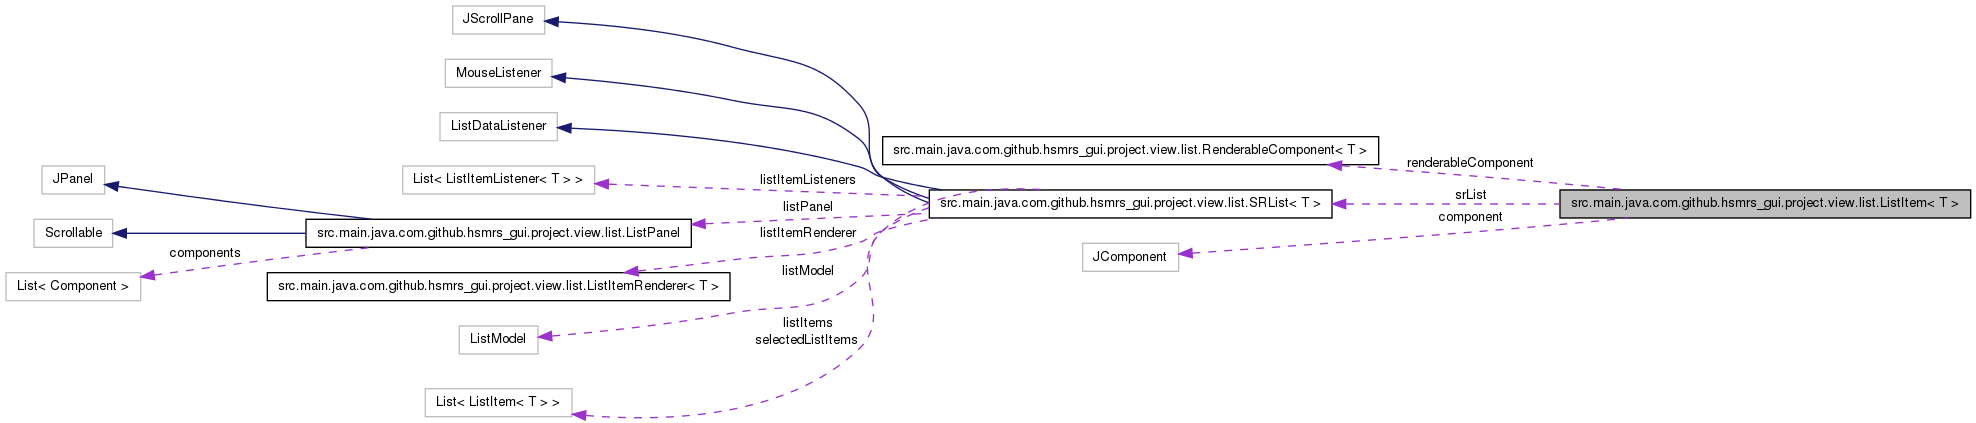 JScrollPane
MouseListener
ListDataListener
src.main.java.com.github.hsmrs_gui.project.view.list.RenderableComponent< T >
renderableComponent
JPanel
List< ListItemListener< T > >
listItemListeners
srList
src.main.java.com.github.hsmrs_gui.project.view.list.SRList< T >
src.main.java.com.github.hsmrs_gui.project.view.list.ListItem< T >
listPanel
component
Scrollable
src.main.java.com.github.hsmrs_gui.project.view.list.ListPanel
listItemRenderer
components
JComponent
listModel
List< Component >
src.main.java.com.github.hsmrs_gui.project.view.list.ListItemRenderer< T >
listItems
selectedListItems
ListModel
List< ListItem< T > >